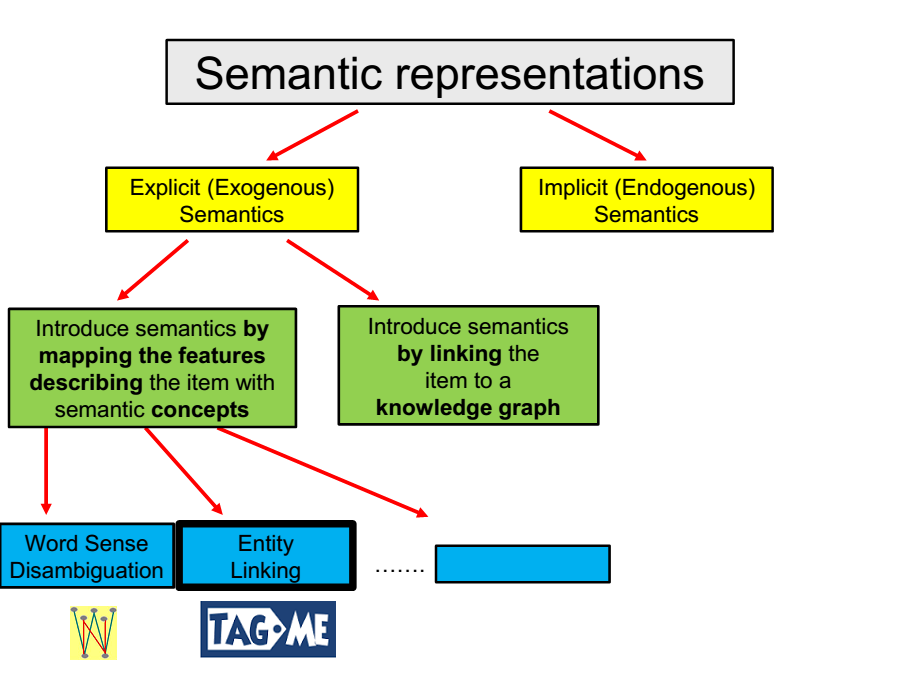 Semantic representations
Explicit (Exogenous)
Semantics
Implicit (Endogenous)
Semantics
Introduce semantics by
mapping the features
describing the item with
semantic concepts
Introduce semantics
by linking the
item to a
knowledge graph
Word Sense
Disambiguation
Entity
Linking
.......
W
TAG ME